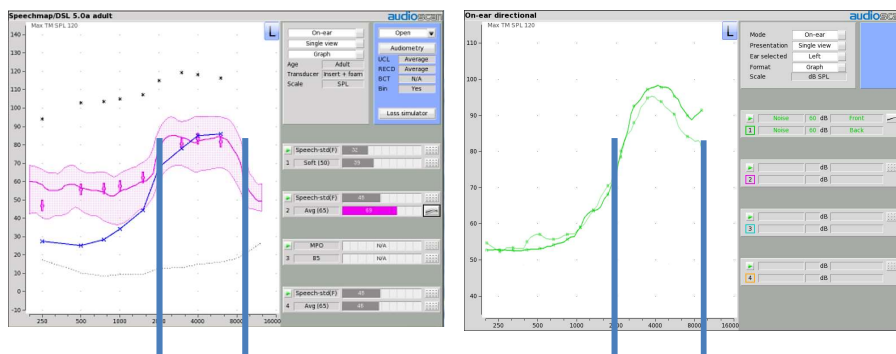 Speechmap/DSL 5.0a adult
audioscan
Max TM SPL 120
L
140
130
120
110
100
90
80
70
60
50
40
30
20
10
0
-10
250 500 1000 2000 4000 8000 16000
On-ear
Single view
Graph
Age Adult
Transducer Insert + foam
Scale SPL
Open
Audiometry
UCL Average
RECD Average
BCT N/A
Bin Yes
Loss simulator
Speech-std(F)
1 Soft (50)
Speech-std(F)
2 Avg (65)
MPO N/A
3 85 N/A
Speech-std(F)
4 Avg (65)
On-ear directional
audioscan
Max TM SPL 120
L
110
100
90
80
70
60
50
40
250 500 1000 2000 4000 8000 16000
Mode On-ear
Presentation Single view
Ear selected Left
Format Graph
Scale dB SPL
Noise 60 dB Front
1 Noise 60 dB Back
dB
2 dB
dB
3 dB
dB
4 dB